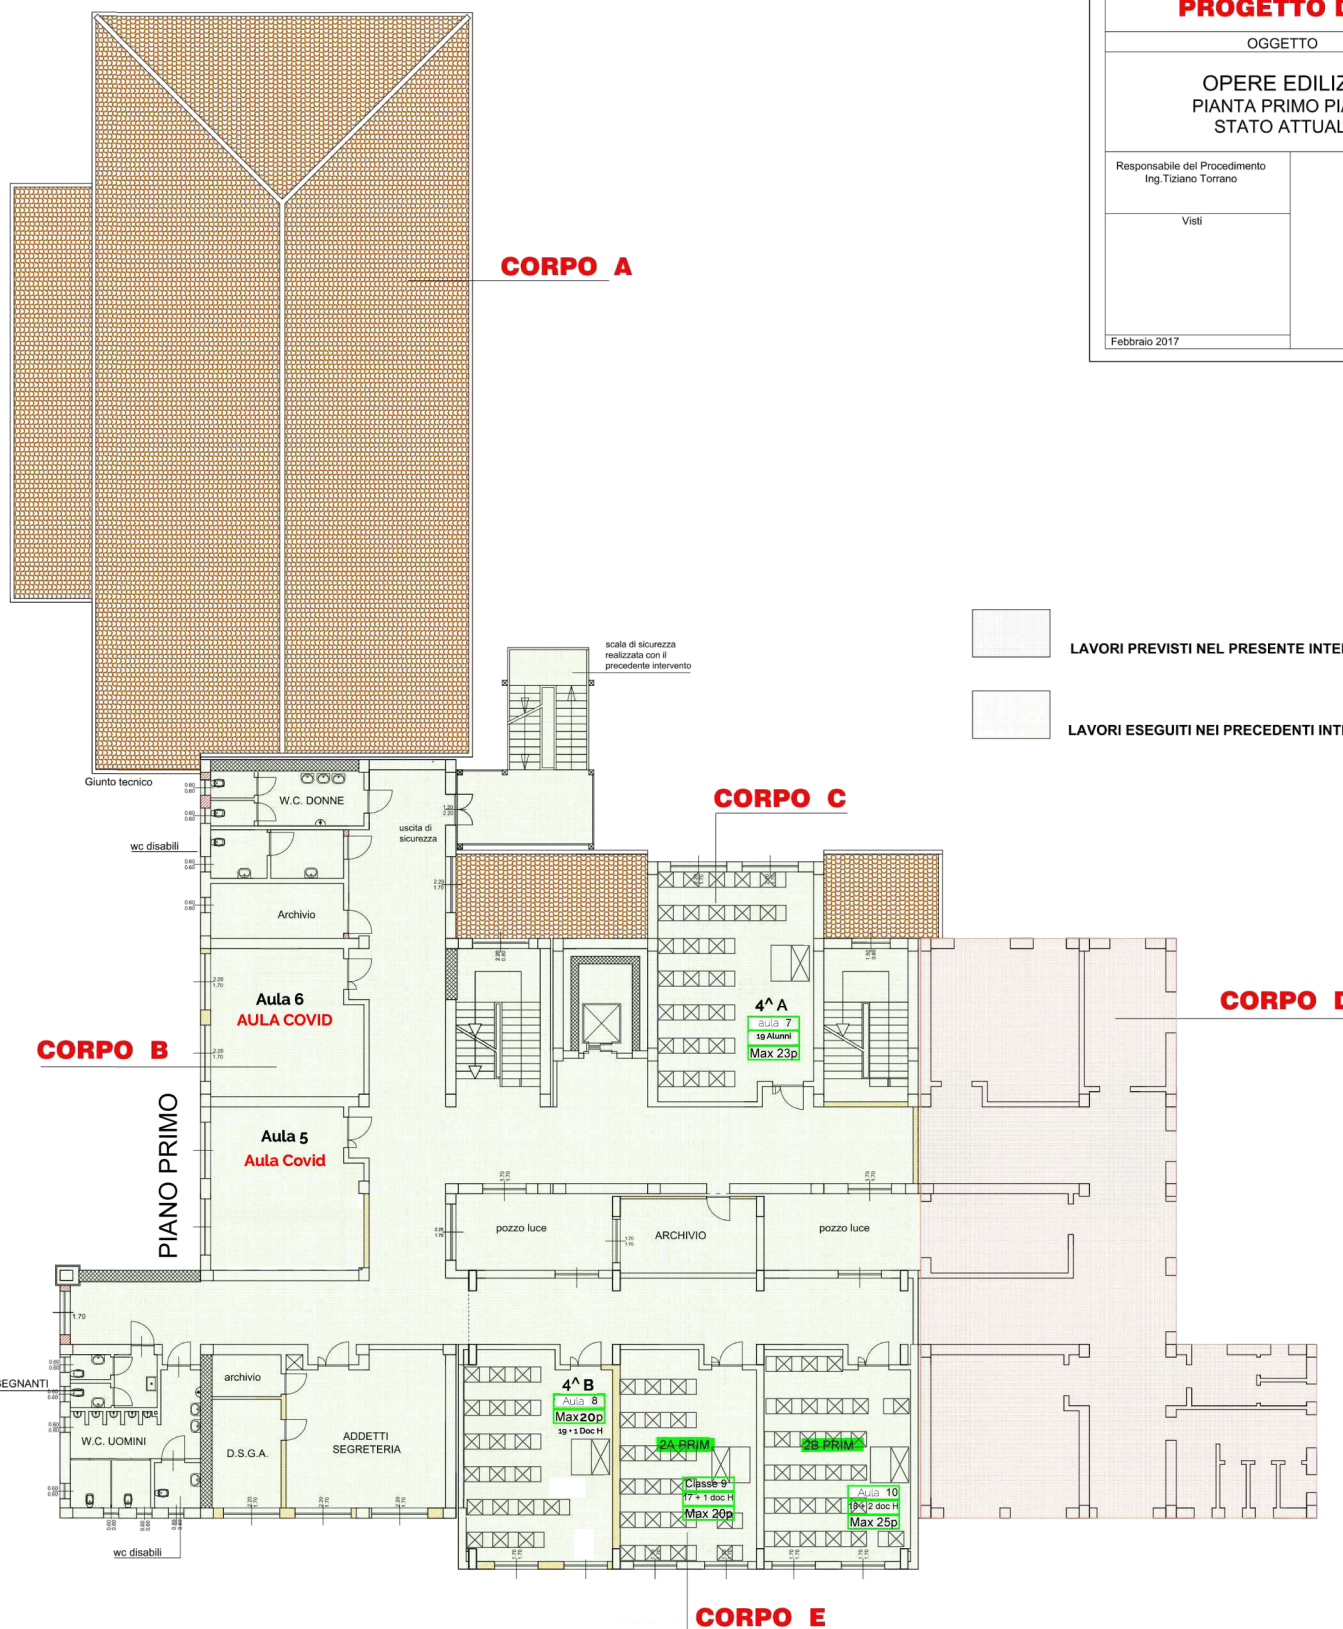 PROGETTO D
OGGETTO
OPERE EDILIZ
PIANTA PRIMO PIA
STATO ATTUAL
Responsabile del Procedimento
Ing.Tiziano Torrano
Visti
Febbraio 2017
CORPO A
scala di sicurezza
realizzata con il
precedente intervento
LAVORI PREVISTI NEL PRESENTE INTE
LAVORI ESEGUITI NEI PRECEDENTI INT
Giunto tecnico
W.C. DONNE
CORPO C
uscita di
sicurezza
wc disabili
Archivio
Aula 6
AULA COVID
4^ A
aula 7
19 Alunni
Max 23p
CORPO D
CORPO B
PIANO PRIMO
Aula 5
Aula Covid
pozzo luce
ARCHIVIO
pozzo luce
1.70
EGNANTI
archivio
4^ B
Aula 8
Max20p
19 + 1 Doc H
W.C. UOMINI
D.S.G.A.
ADDETTI
SEGRETERIA
2A PRIM.
2B PRIM.
Classe 9^
17 + 1 doc H
Max 20p
Aula 10
18+2 doc H
Max 25p
wc disabili
CORPO E